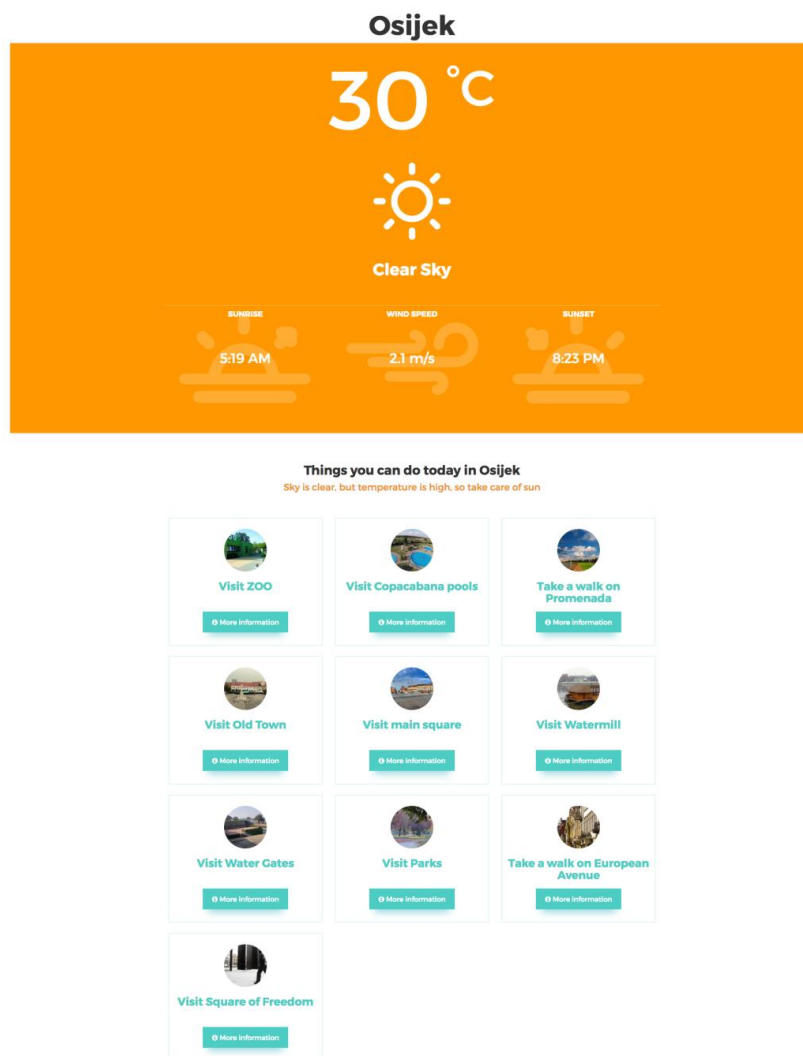 Osijek
30 °C
Clear Sky
SUNRISE WIND SPEED SUNSET
5:19 AM 2.1 m/s 8:23 PM
Things you can do today in Osijek
Sky is clear, but temperature is high, so take care of sun
Visit ZOO
More information
Visit Copacabana pools
More information
Take a walk on
Promenada
More information
Visit Old Town
More information
Visit main square
More information
Visit Watermill
More information
Visit Water Gates
More information
Visit Parks
More information
Take a walk on European
Avenue
More information
Visit Square of Freedom
More information